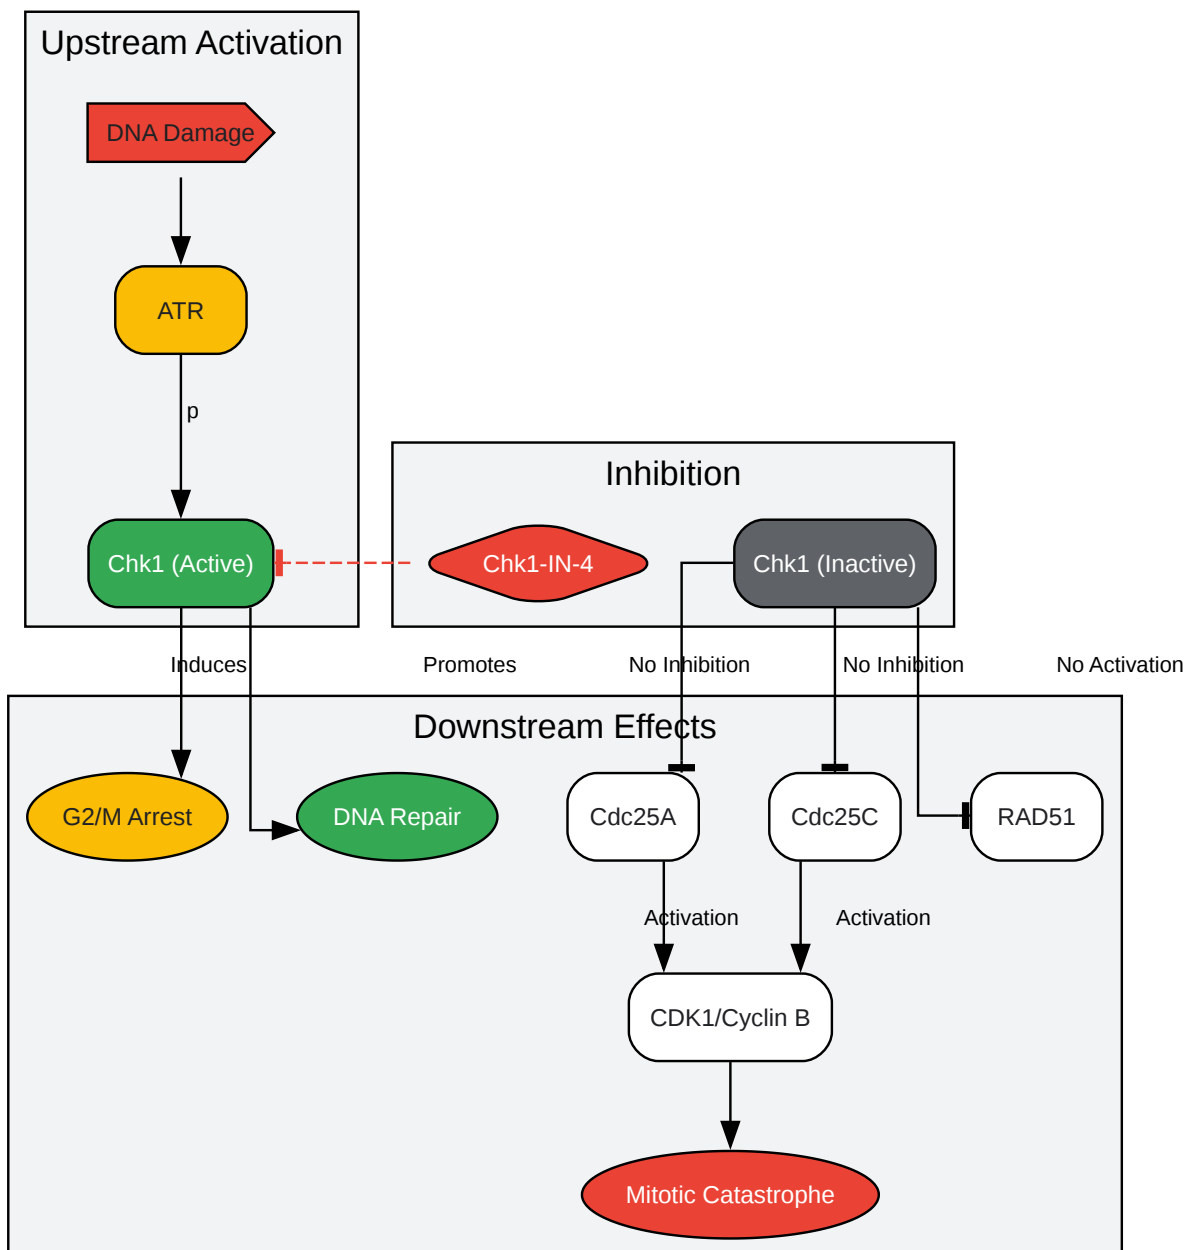 Upstream Activation
DNA Damage
ATR
p
Inhibition
Chk1 (Active)
Chk1-IN-4
Chk1 (Inactive)
Induces
Promotes
No Inhibition
No Inhibition
No Activation
Downstream Effects
G2/M Arrest
DNA Repair
Cdc25A
Cdc25C
RAD51
Activation
Activation
CDK1/Cyclin B
Mitotic Catastrophe